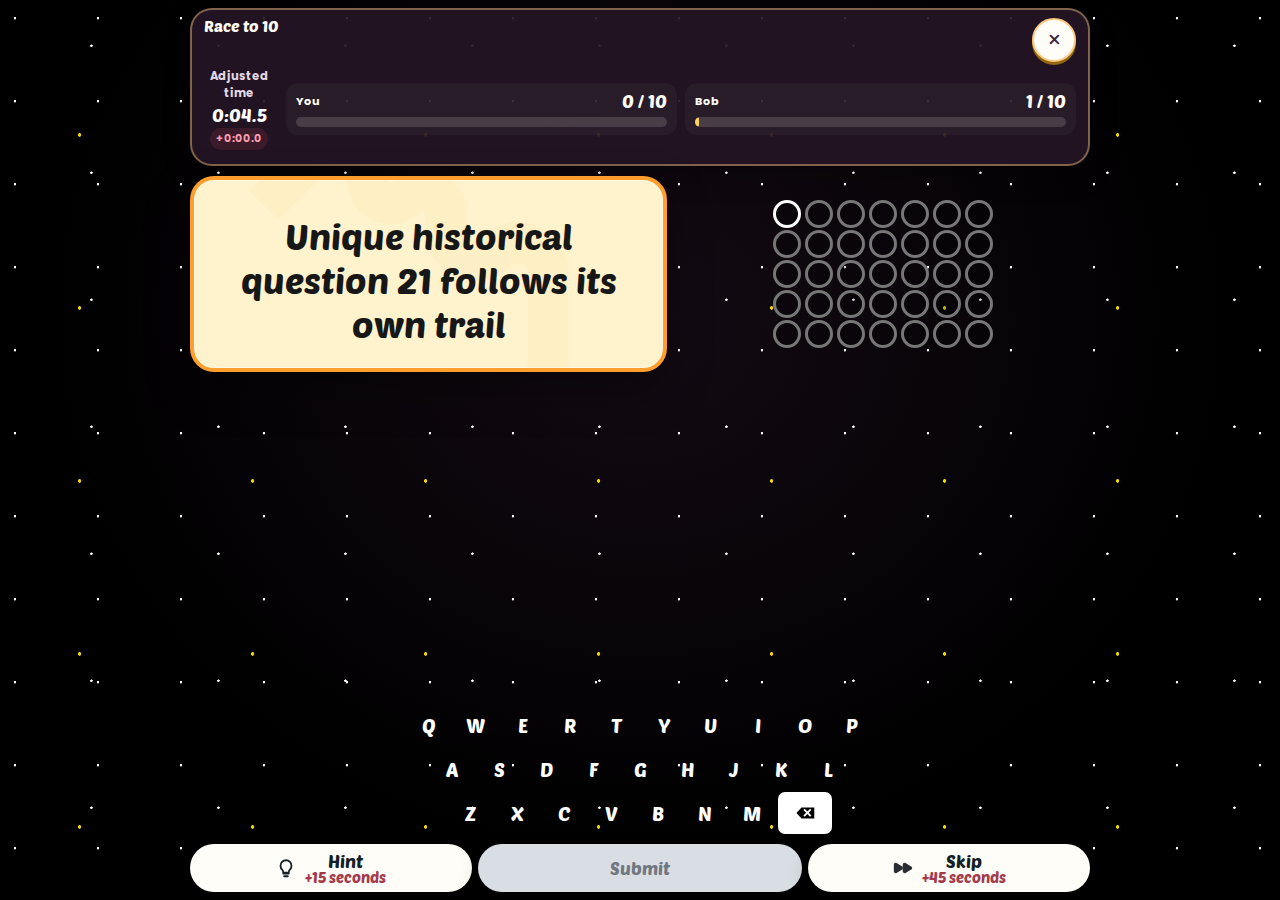 Race to 10
Adjusted
time
0:04.5
+0:00.0
You
0 / 10
Bob
1 / 10
Unique historical
question 21 follows its
own trail
Q W E R T Y U I O P
A S D F G H J K L
Z X C V B N M
Hint
+15 seconds
Submit
Skip
+45 seconds